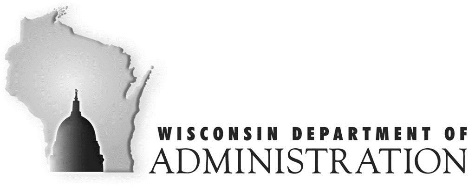 WISCONSIN DEPARTMENT OF
ADMINISTRATION